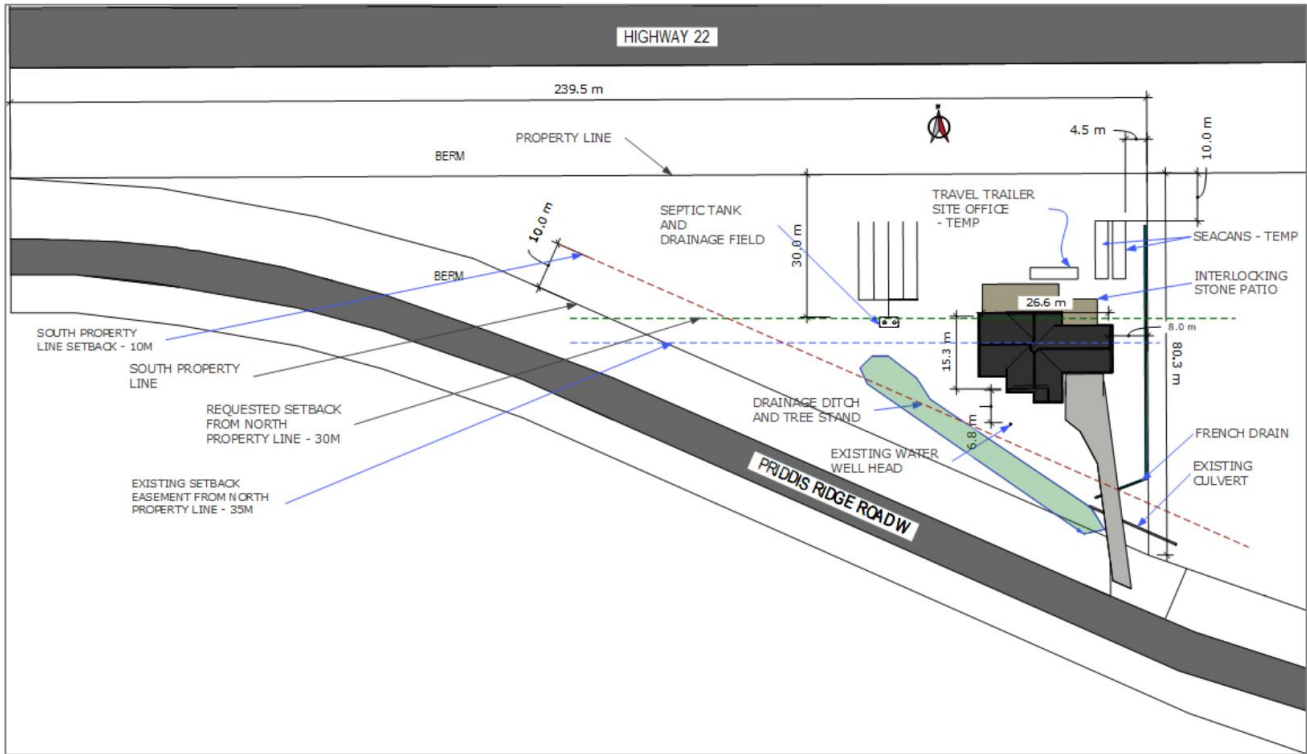 HIGHWAY 22
239.5 m
4.5 m
10.0 m
PROPERTY LINE
BERM
TRAVEL TRAILER
SITE OFFICE
- TEMP
SEPTIC TANK
AND
DRAINAGE FIELD
30.0 m
SEACANS - TEMP
10.0 m
BERM
INTERLOCKING
STONE PATIO
26.6 m
8.0 m
SOUTH PROPERTY
LINE SETBACK - 10M
15.3 m
80.3 m
SOUTH PROPERTY
LINE
REQUESTED SETBACK
FROM NORTH
PROPERTY LINE - 30M
DRAINAGE DITCH
AND TREE STAND
6.8 m
FRENCH DRAIN
EXISTING WATER
WELL HEAD
EXISTING
CULVERT
PRIDDIS RIDGE ROAD W
EXISTING SETBACK
EASEMENT FROM NORTH
PROPERTY LINE - 35M